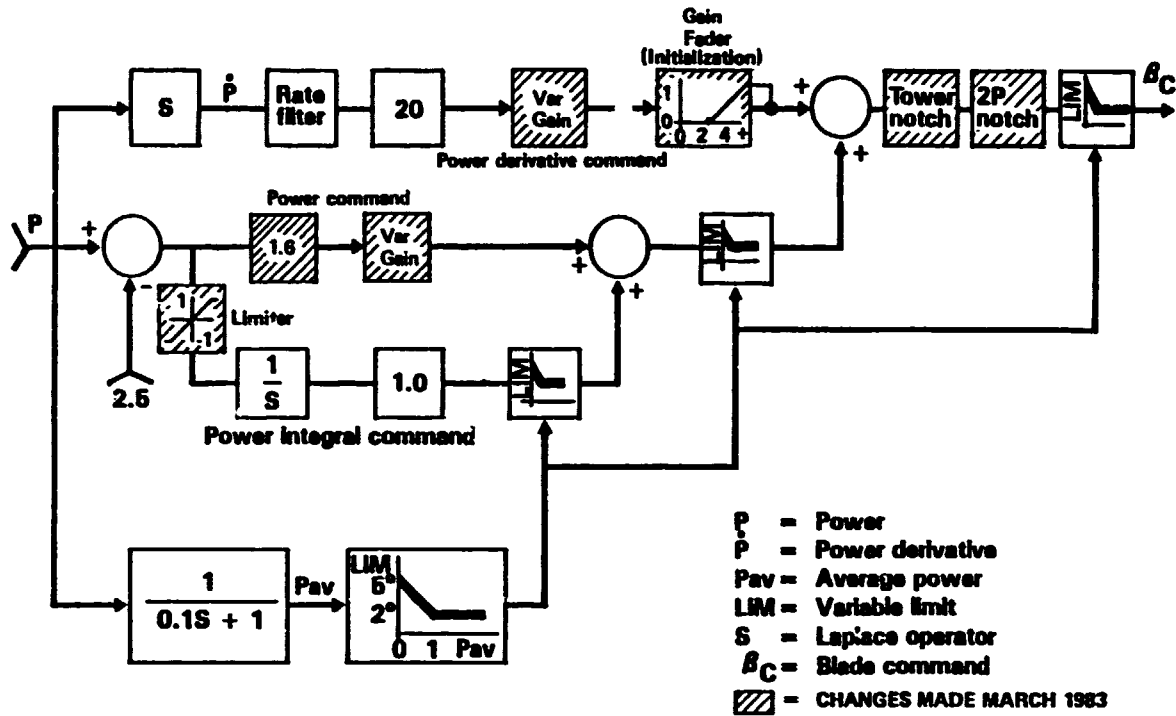 Gain
Fader
(Initialization)
S
Ṗ
Rate
filter
20
Var
Gain
1
0
0 2 4 +
+
+
Tower
notch
2P
notch
LIM
βC
Power derivative command
Power command
P
+
-
1.6
Var
Gain
+
+
LIM
1
-1
Limiter
2.5
1
S
1.0
LIM
Power integral command
1
0.1S + 1
Pav
LIM
5°
2°
0 1 Pav
P = Power
Ṗ = Power derivative
Pav = Average power
LIM = Variable limit
S = Laplace operator
βC = Blade command
= CHANGES MADE MARCH 1983